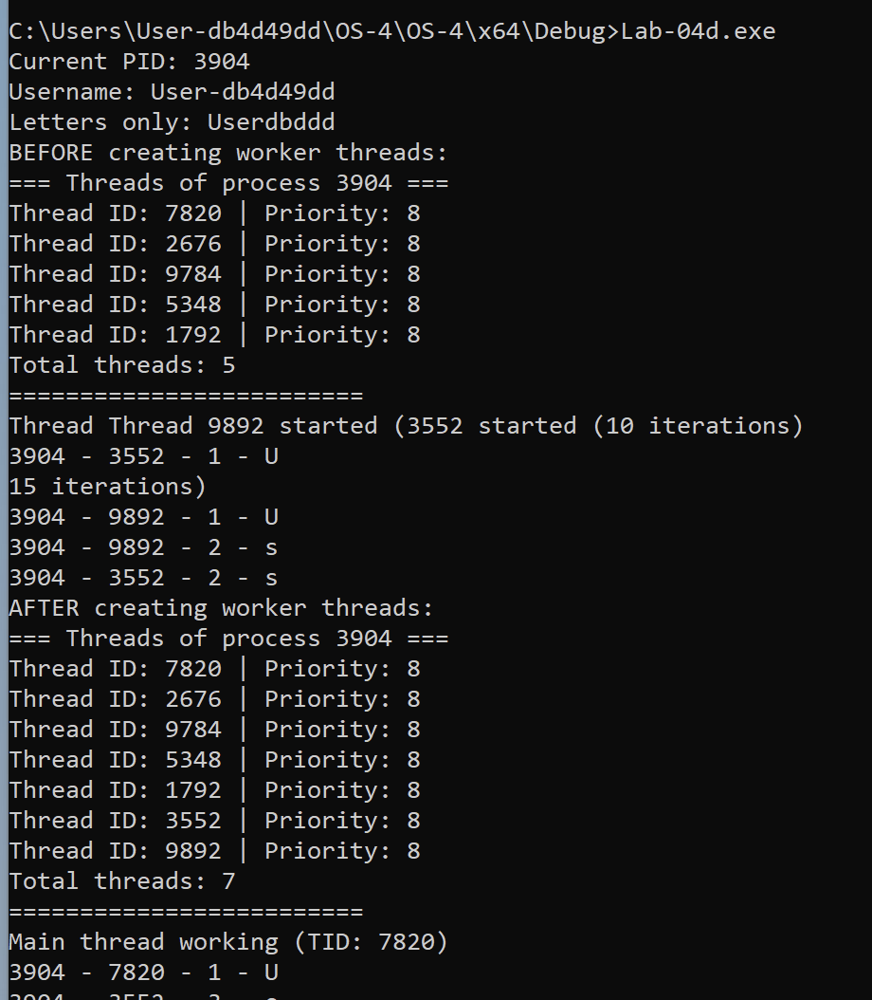 C:\Users\User-db4d49dd\OS-4\OS-4\x64\Debug>Lab-04d.exe
Current PID: 3904
Username: User-db4d49dd
Letters only: Userdbddd
BEFORE creating worker threads:
=== Threads of process 3904 ===
Thread ID: 7820 | Priority: 8
Thread ID: 2676 | Priority: 8
Thread ID: 9784 | Priority: 8
Thread ID: 5348 | Priority: 8
Thread ID: 1792 | Priority: 8
Total threads: 5
=========================
Thread Thread 9892 started (3552 started (10 iterations)
3904 - 3552 - 1 - U
15 iterations)
3904 - 9892 - 1 - U
3904 - 9892 - 2 - s
3904 - 3552 - 2 - s
AFTER creating worker threads:
=== Threads of process 3904 ===
Thread ID: 7820 | Priority: 8
Thread ID: 2676 | Priority: 8
Thread ID: 9784 | Priority: 8
Thread ID: 5348 | Priority: 8
Thread ID: 1792 | Priority: 8
Thread ID: 3552 | Priority: 8
Thread ID: 9892 | Priority: 8
Total threads: 7
=========================
Main thread working (TID: 7820)
3904 - 7820 - 1 - U